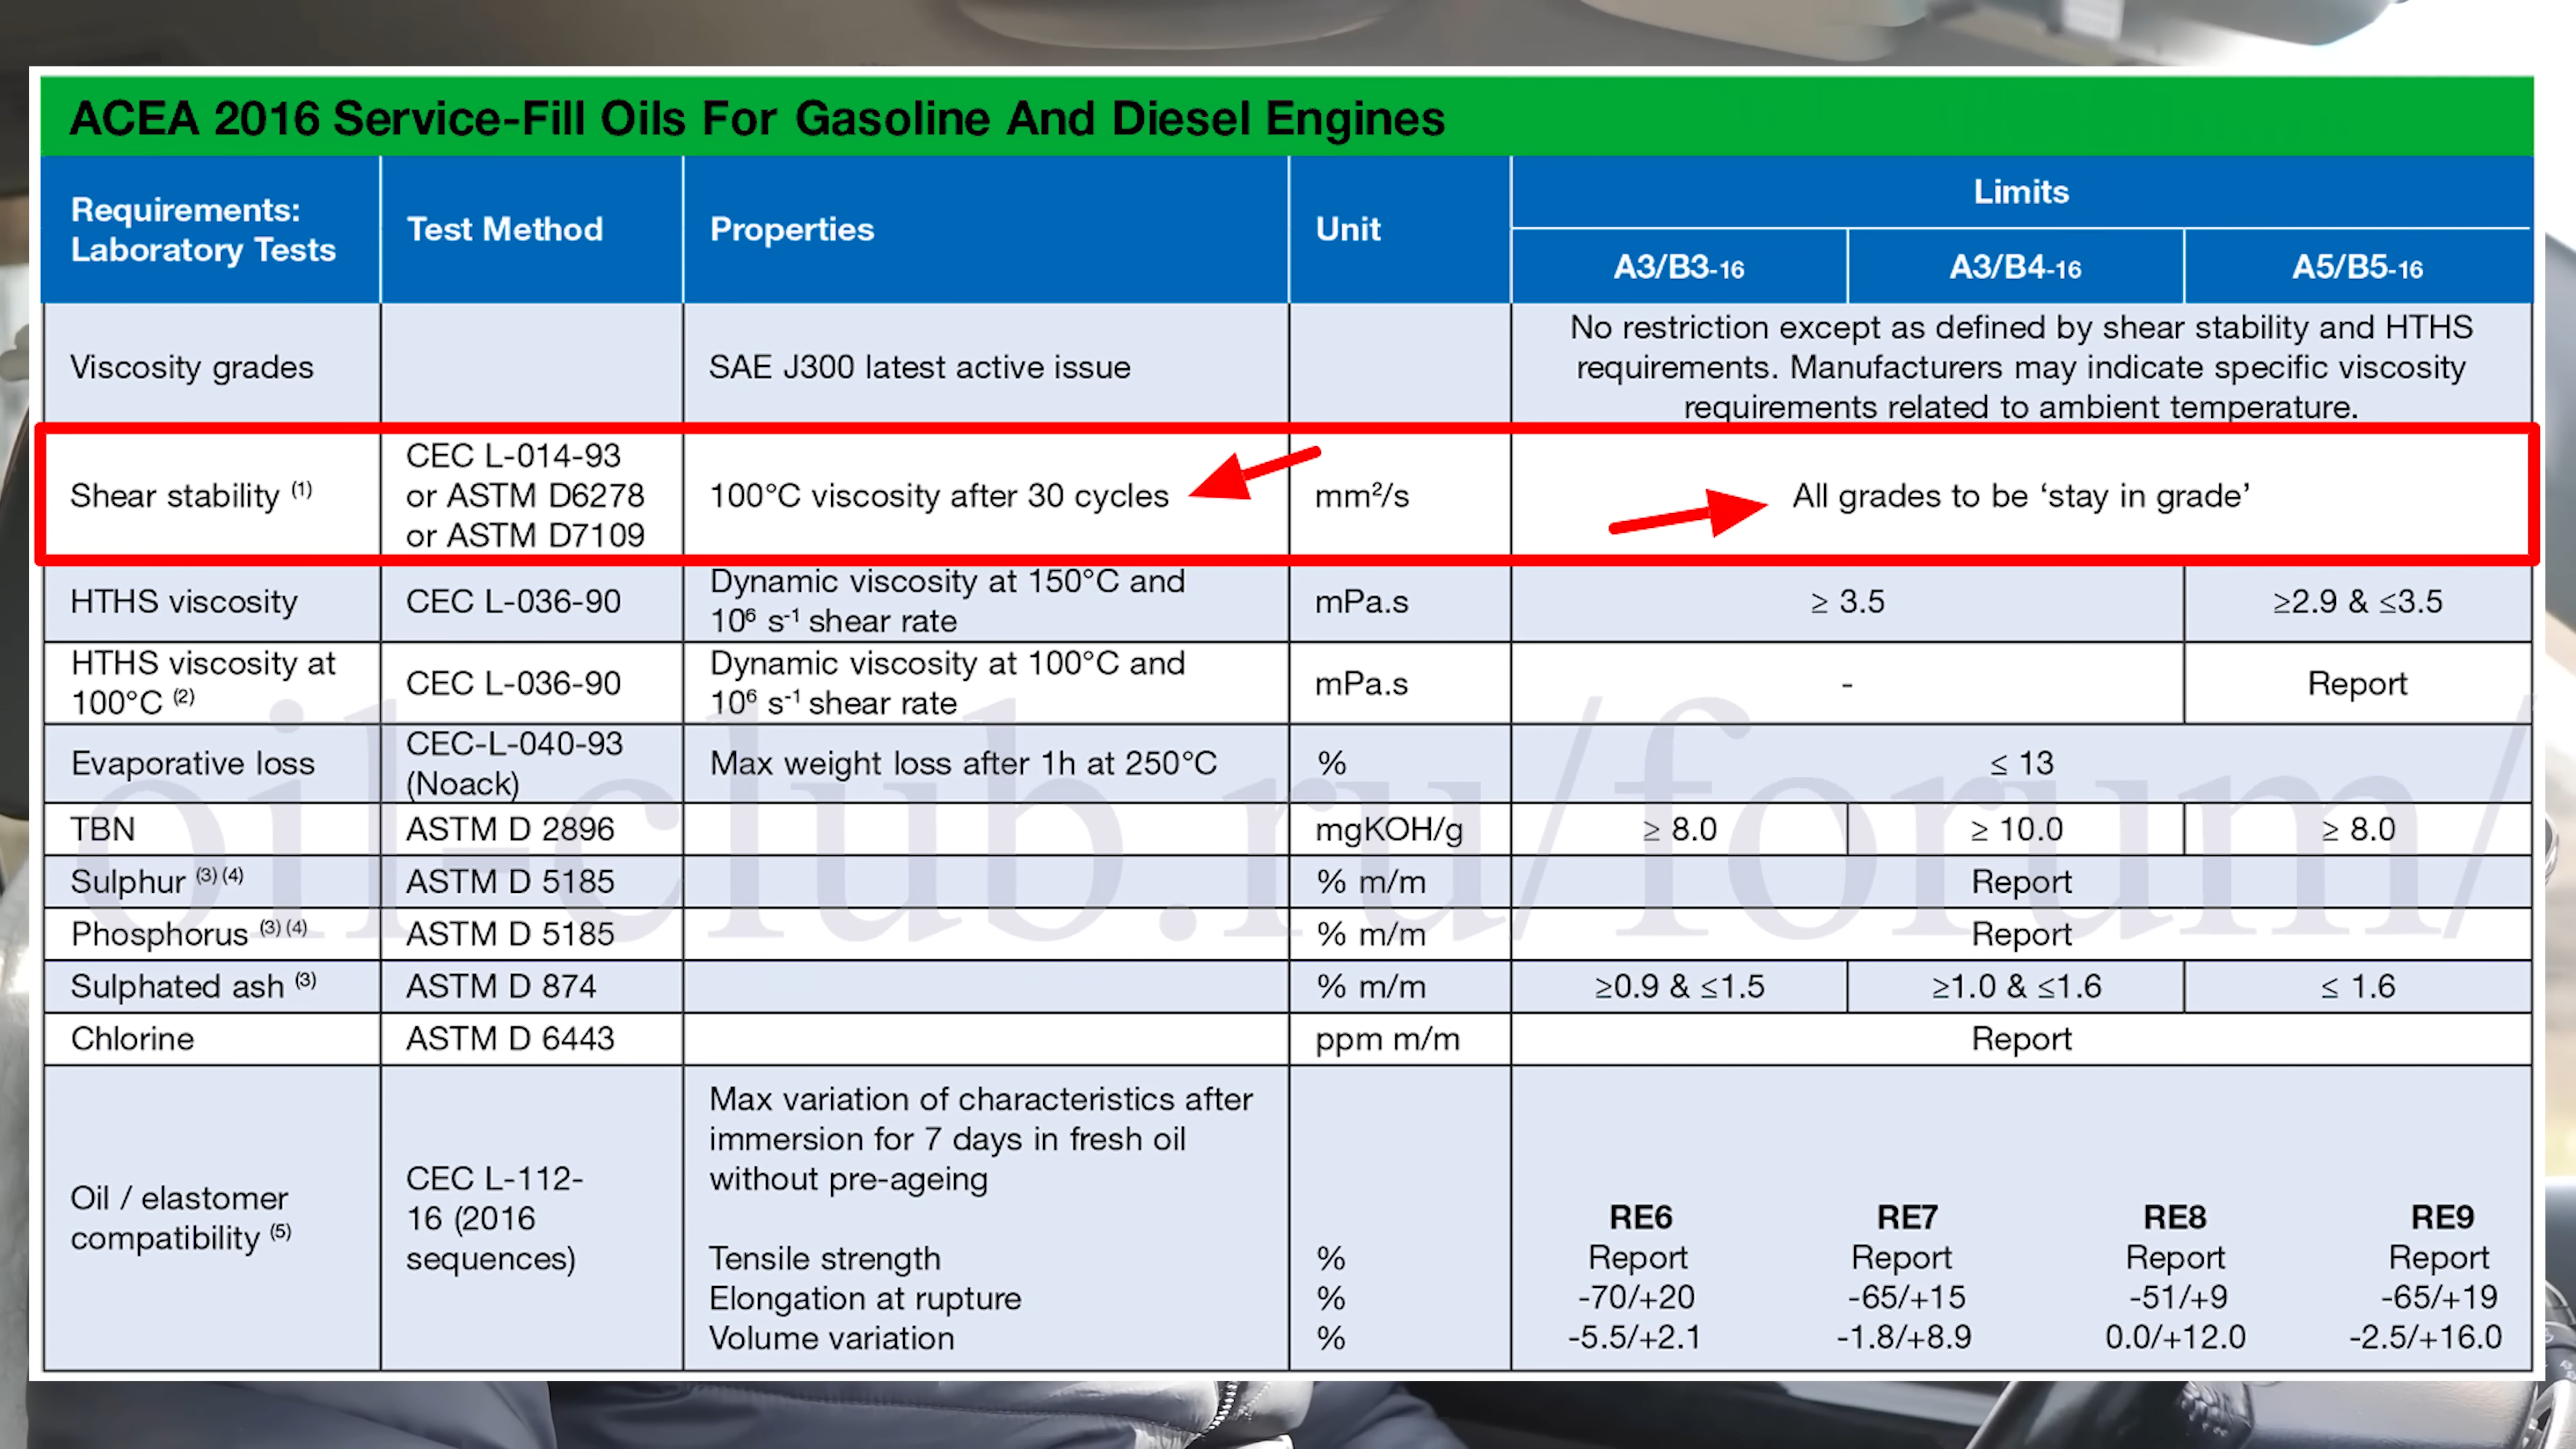 ACEA 2016 Service-Fill Oils For Gasoline And Diesel Engines
Requirements:
Laboratory Tests
Test Method
Properties
Unit
Limits
A3/B3-16
A3/B4-16
A5/B5-16
Viscosity grades
SAE J300 latest active issue
No restriction except as defined by shear stability and HTHS
requirements. Manufacturers may indicate specific viscosity
requirements related to ambient temperature.
Shear stability (1)
CEC L-014-93
or ASTM D6278
or ASTM D7109
100°C viscosity after 30 cycles
mm²/s
All grades to be ‘stay in grade’
HTHS viscosity
CEC L-036-90
Dynamic viscosity at 150°C and
10⁶ s⁻¹ shear rate
mPa.s
≥ 3.5
≥2.9 & ≤3.5
HTHS viscosity at
100°C (2)
CEC L-036-90
Dynamic viscosity at 100°C and
10⁶ s⁻¹ shear rate
mPa.s
-
Report
Evaporative loss
CEC-L-040-93
(Noack)
Max weight loss after 1h at 250°C
%
≤ 13
TBN
ASTM D 2896
mgKOH/g
≥ 8.0
≥ 10.0
≥ 8.0
Sulphur (3) (4)
ASTM D 5185
% m/m
Report
Phosphorus (3) (4)
ASTM D 5185
% m/m
Report
Sulphated ash (3)
ASTM D 874
% m/m
≥0.9 & ≤1.5
≥1.0 & ≤1.6
≤ 1.6
Chlorine
ASTM D 6443
ppm m/m
Report
Oil / elastomer
compatibility (5)
CEC L-112-
16 (2016
sequences)
Max variation of characteristics after
immersion for 7 days in fresh oil
without pre-ageing
RE6 RE7 RE8 RE9
Tensile strength % Report Report Report Report
Elongation at rupture % -70/+20 -65/+15 -51/+9 -65/+19
Volume variation % -5.5/+2.1 -1.8/+8.9 0.0/+12.0 -2.5/+16.0
oil-club.ru/forum/